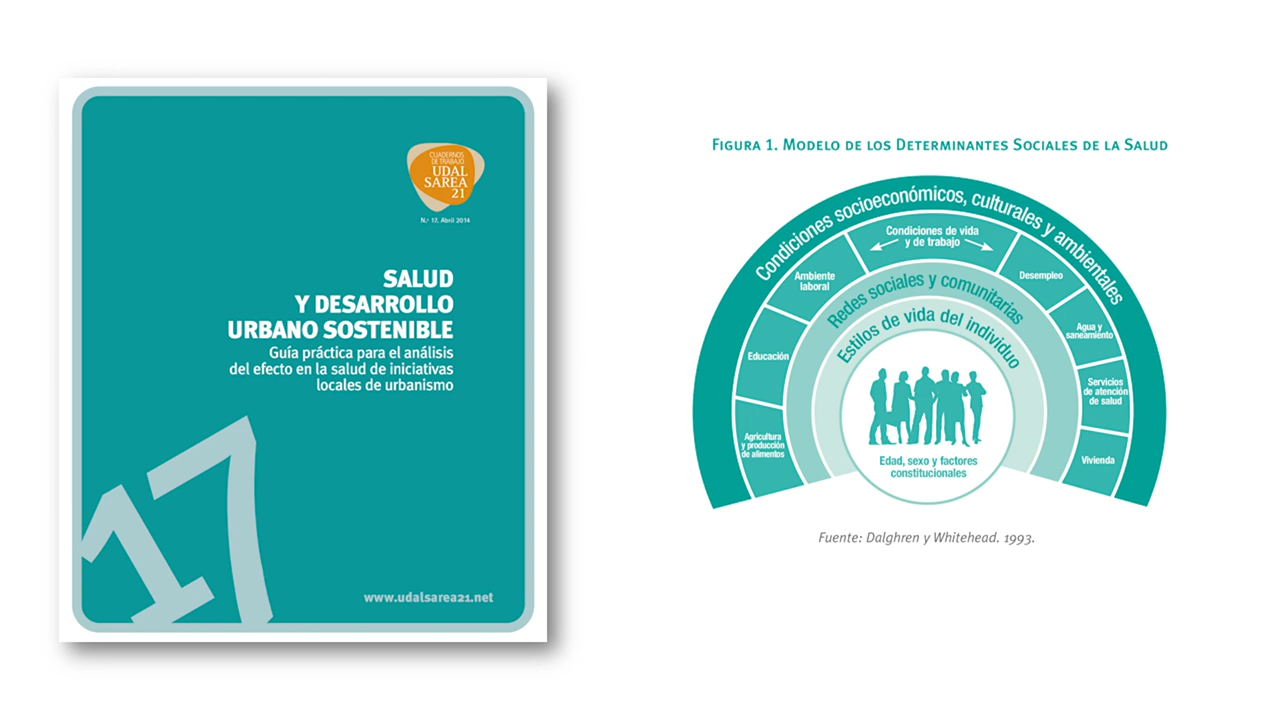 CUADERNOS
DE TRABAJO
UDAL
SAREA
21
N.º 17. Abril 2014
SALUD
Y DESARROLLO
URBANO SOSTENIBLE
Guía práctica para el análisis
del efecto en la salud de iniciativas
locales de urbanismo
17
www.udalsarea21.net
Figura 1. Modelo de los Determinantes Sociales de la Salud
Condiciones socioeconómicos, culturales y ambientales
Condiciones de vida
y de trabajo
Ambiente
laboral
Desempleo
Redes sociales y comunitarias
Estilos de vida del individuo
Educación
Agua y
saneamiento
Servicios
de atención
de salud
Agricultura
y producción
de alimentos
Vivienda
Edad, sexo y factores
constitucionales
Fuente: Dalghren y Whitehead. 1993.